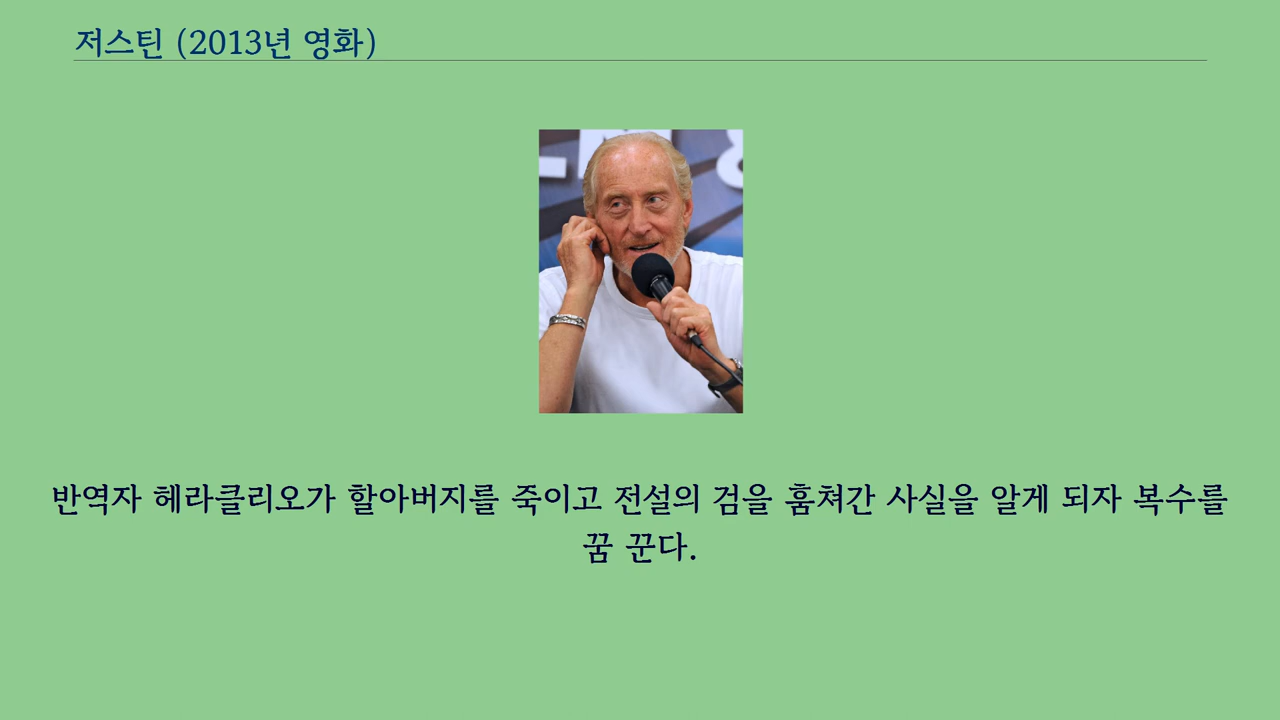 저스틴 (2013년 영화)
반역자 헤라클리오가 할아버지를 죽이고 전설의 검을 훔쳐간 사실을 알게 되자 복수를
꿈 꾼다.